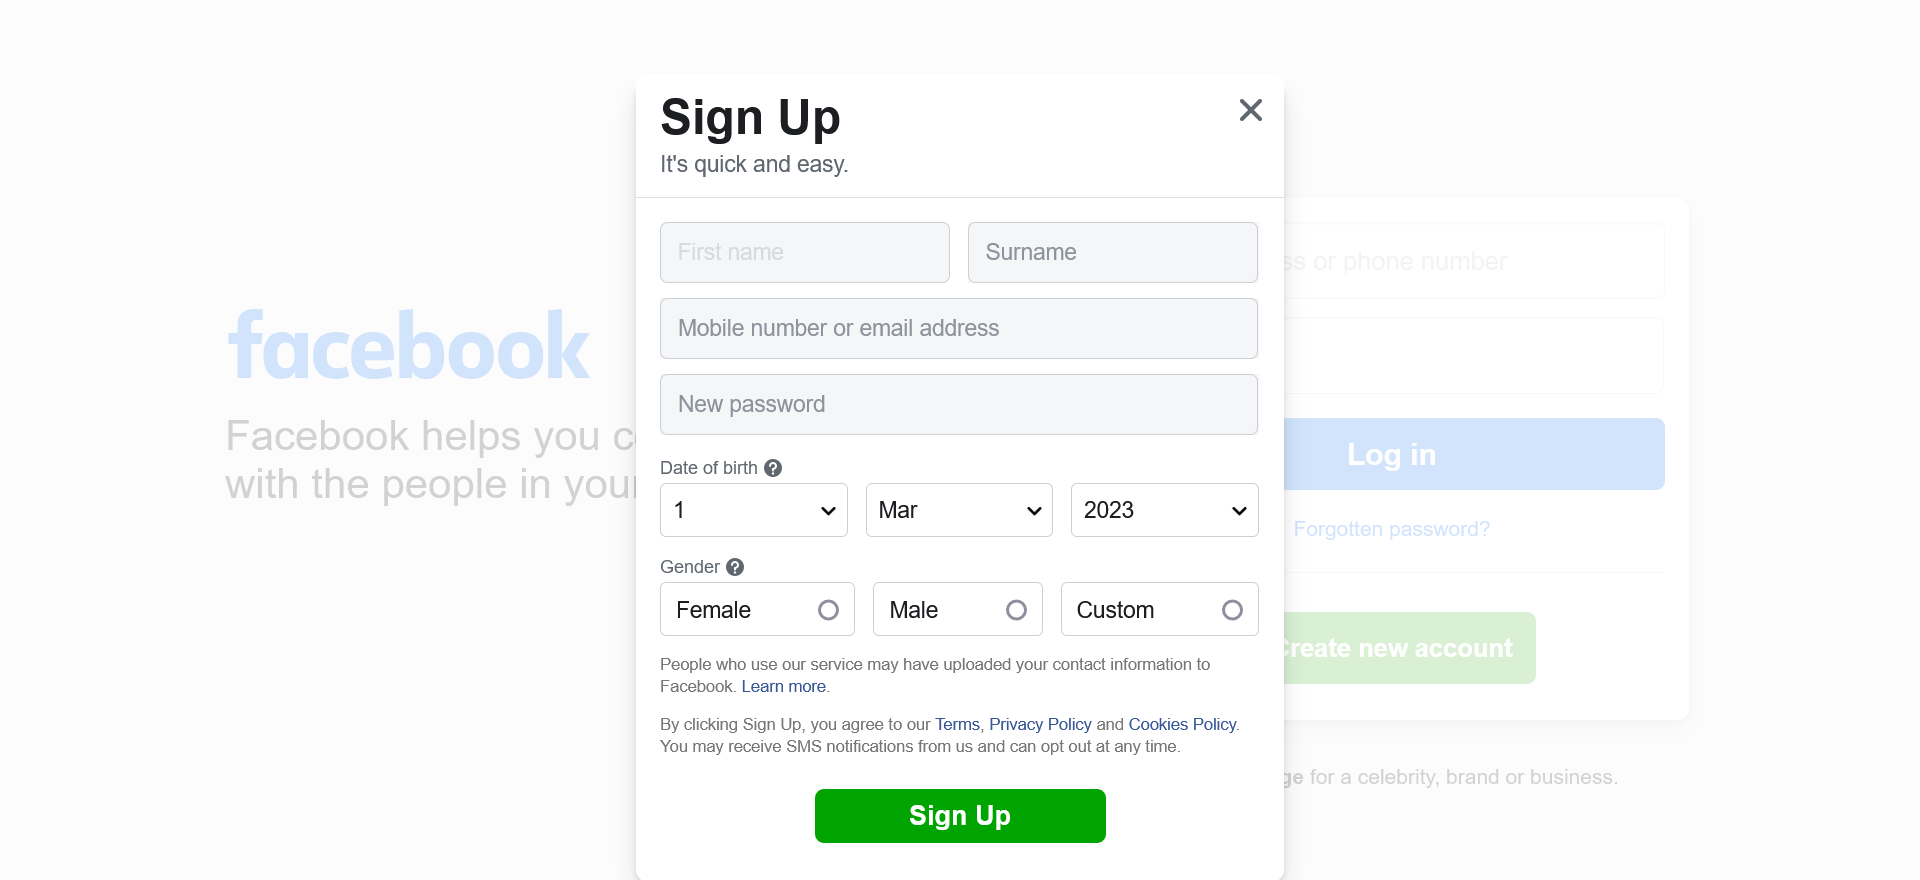 Sign Up
It's quick and easy.
First name
Surname
Mobile number or email address
New password
Date of birth ?
1
Mar
2023
Gender ?
Female
Male
Custom
People who use our service may have uploaded your contact information to
Facebook. Learn more.
By clicking Sign Up, you agree to our Terms, Privacy Policy and Cookies Policy.
You may receive SMS notifications from us and can opt out at any time.
Sign Up
facebook
Facebook helps you
with the people in your
or phone number
Log in
Forgotten password?
Create new account
for a celebrity, brand or business.